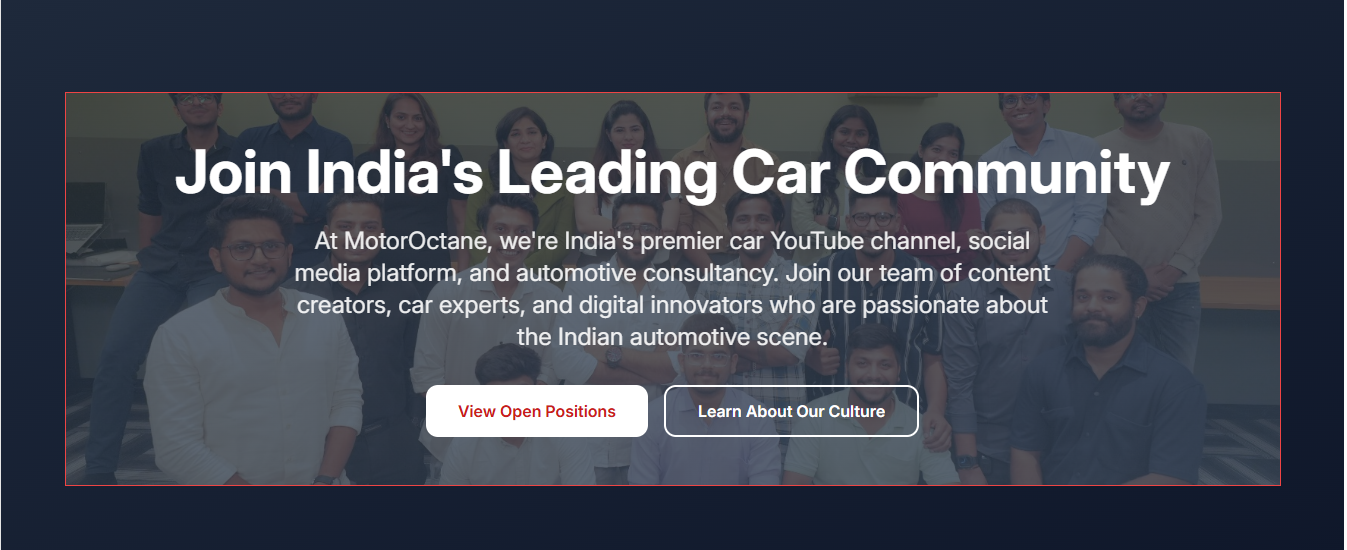 Join India's Leading Car Community
At MotorOctane, we're India's premier car YouTube channel, social
media platform, and automotive consultancy. Join our team of content
creators, car experts, and digital innovators who are passionate about
the Indian automotive scene.
View Open Positions
Learn About Our Culture